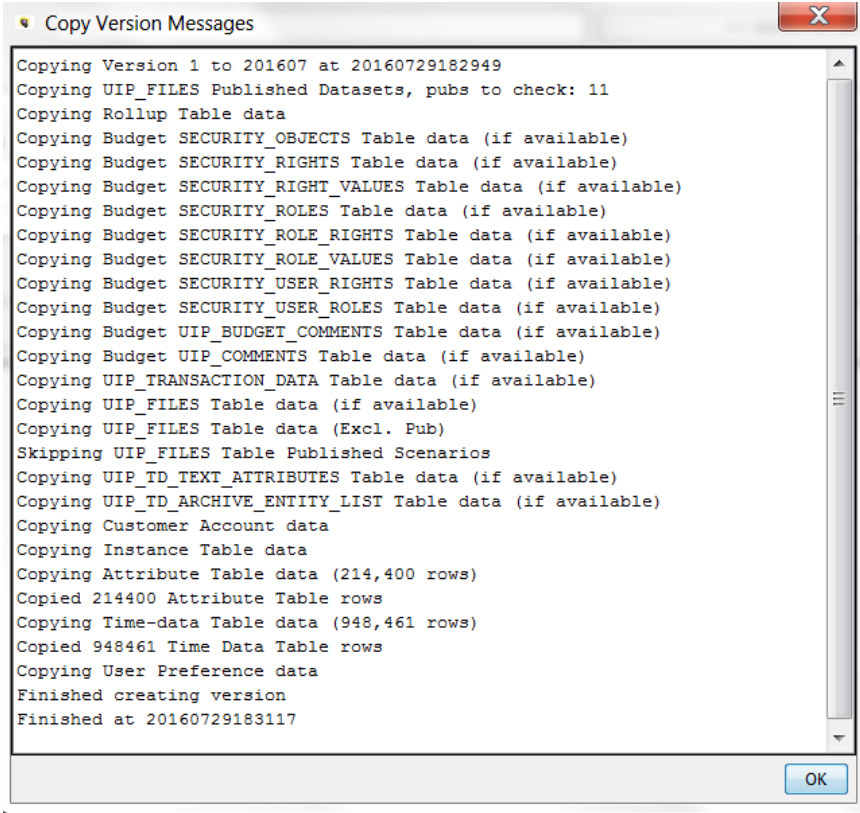 Copy Version Messages
Copying Version 1 to 201607 at 20160729182949
Copying UIP_FILES Published Datasets, pubs to check: 11
Copying Rollup Table data
Copying Budget SECURITY_OBJECTS Table data (if available)
Copying Budget SECURITY_RIGHTS Table data (if available)
Copying Budget SECURITY_RIGHT_VALUES Table data (if available)
Copying Budget SECURITY_ROLES Table data (if available)
Copying Budget SECURITY_ROLE_RIGHTS Table data (if available)
Copying Budget SECURITY_ROLE_VALUES Table data (if available)
Copying Budget SECURITY_USER_RIGHTS Table data (if available)
Copying Budget SECURITY_USER_ROLES Table data (if available)
Copying Budget UIP_BUDGET_COMMENTS Table data (if available)
Copying Budget UIP_COMMENTS Table data (if available)
Copying UIP_TRANSACTION_DATA Table data (if available)
Copying UIP_FILES Table data (if available)
Copying UIP_FILES Table data (Excl. Pub)
Skipping UIP_FILES Table Published Scenarios
Copying UIP_TD_TEXT_ATTRIBUTES Table data (if available)
Copying UIP_TD_ARCHIVE_ENTITY_LIST Table data (if available)
Copying Customer Account data
Copying Instance Table data
Copying Attribute Table data (214,400 rows)
Copied 214400 Attribute Table rows
Copying Time-data Table data (948,461 rows)
Copied 948461 Time Data Table rows
Copying User Preference data
Finished creating version
Finished at 20160729183117
OK